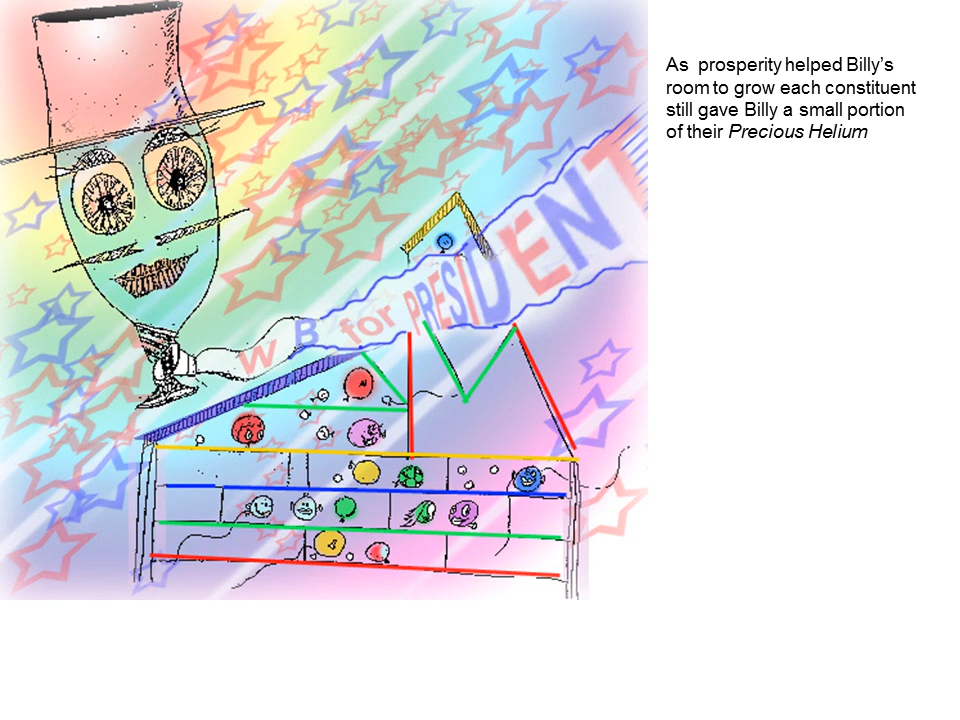 As  prosperity helped Billy's
room to grow each constituent
still gave Billy a small portion
of their Precious Helium
W B for PRESIDENT